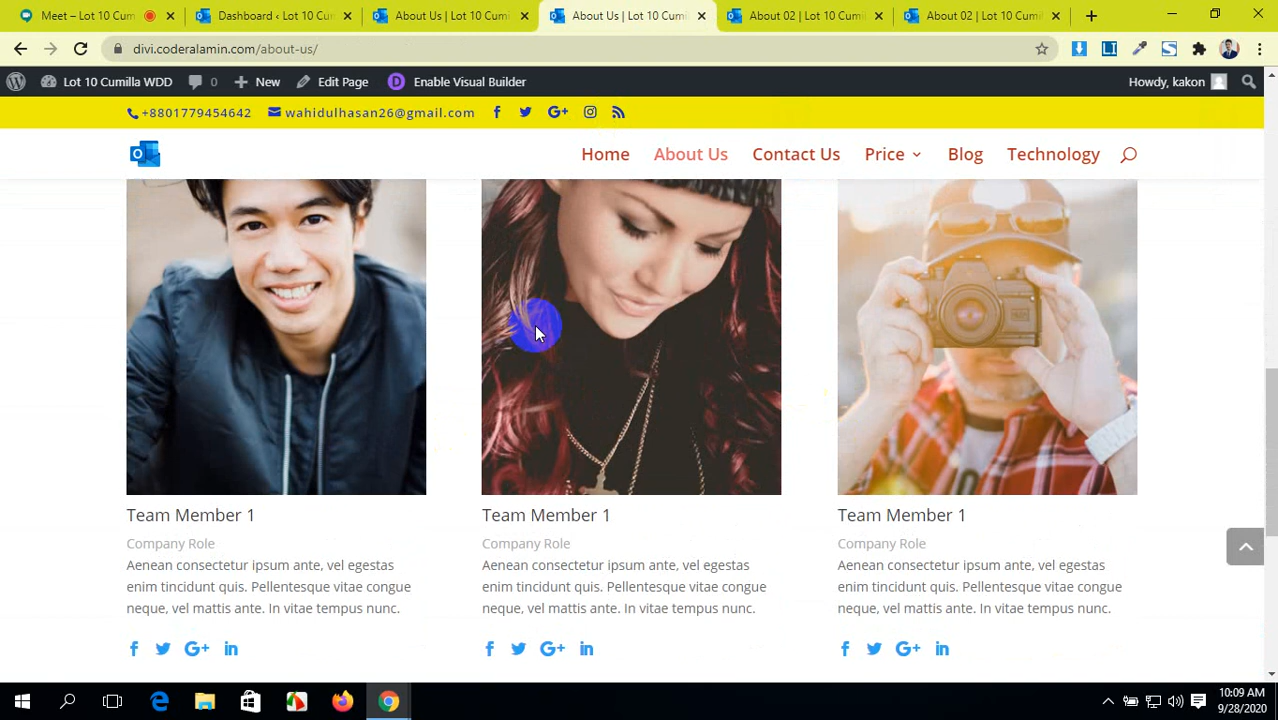 Meet – Lot 10 Cum
Dashboard ‹ Lot 10 Cu
About Us | Lot 10 Cumi
About Us | Lot 10 Cumi
About 02 | Lot 10 Cumil
About 02 | Lot 10 Cumil
divi.coderalamin.com/about-us/
Lot 10 Cumilla WDD
0
New
Edit Page
D
Enable Visual Builder
Howdy, kakon
+8801779454642
wahidulhasan26@gmail.com
Home
About Us
Contact Us
Price
Blog
Technology
Team Member 1
Company Role
Aenean consectetur ipsum ante, vel egestas
enim tincidunt quis. Pellentesque vitae congue
neque, vel mattis ante. In vitae tempus nunc.
Team Member 1
Company Role
Aenean consectetur ipsum ante, vel egestas
enim tincidunt quis. Pellentesque vitae congue
neque, vel mattis ante. In vitae tempus nunc.
Team Member 1
Company Role
Aenean consectetur ipsum ante, vel egestas
enim tincidunt quis. Pellentesque vitae congue
neque, vel mattis ante. In vitae tempus nunc.
10:09 AM
9/28/2020